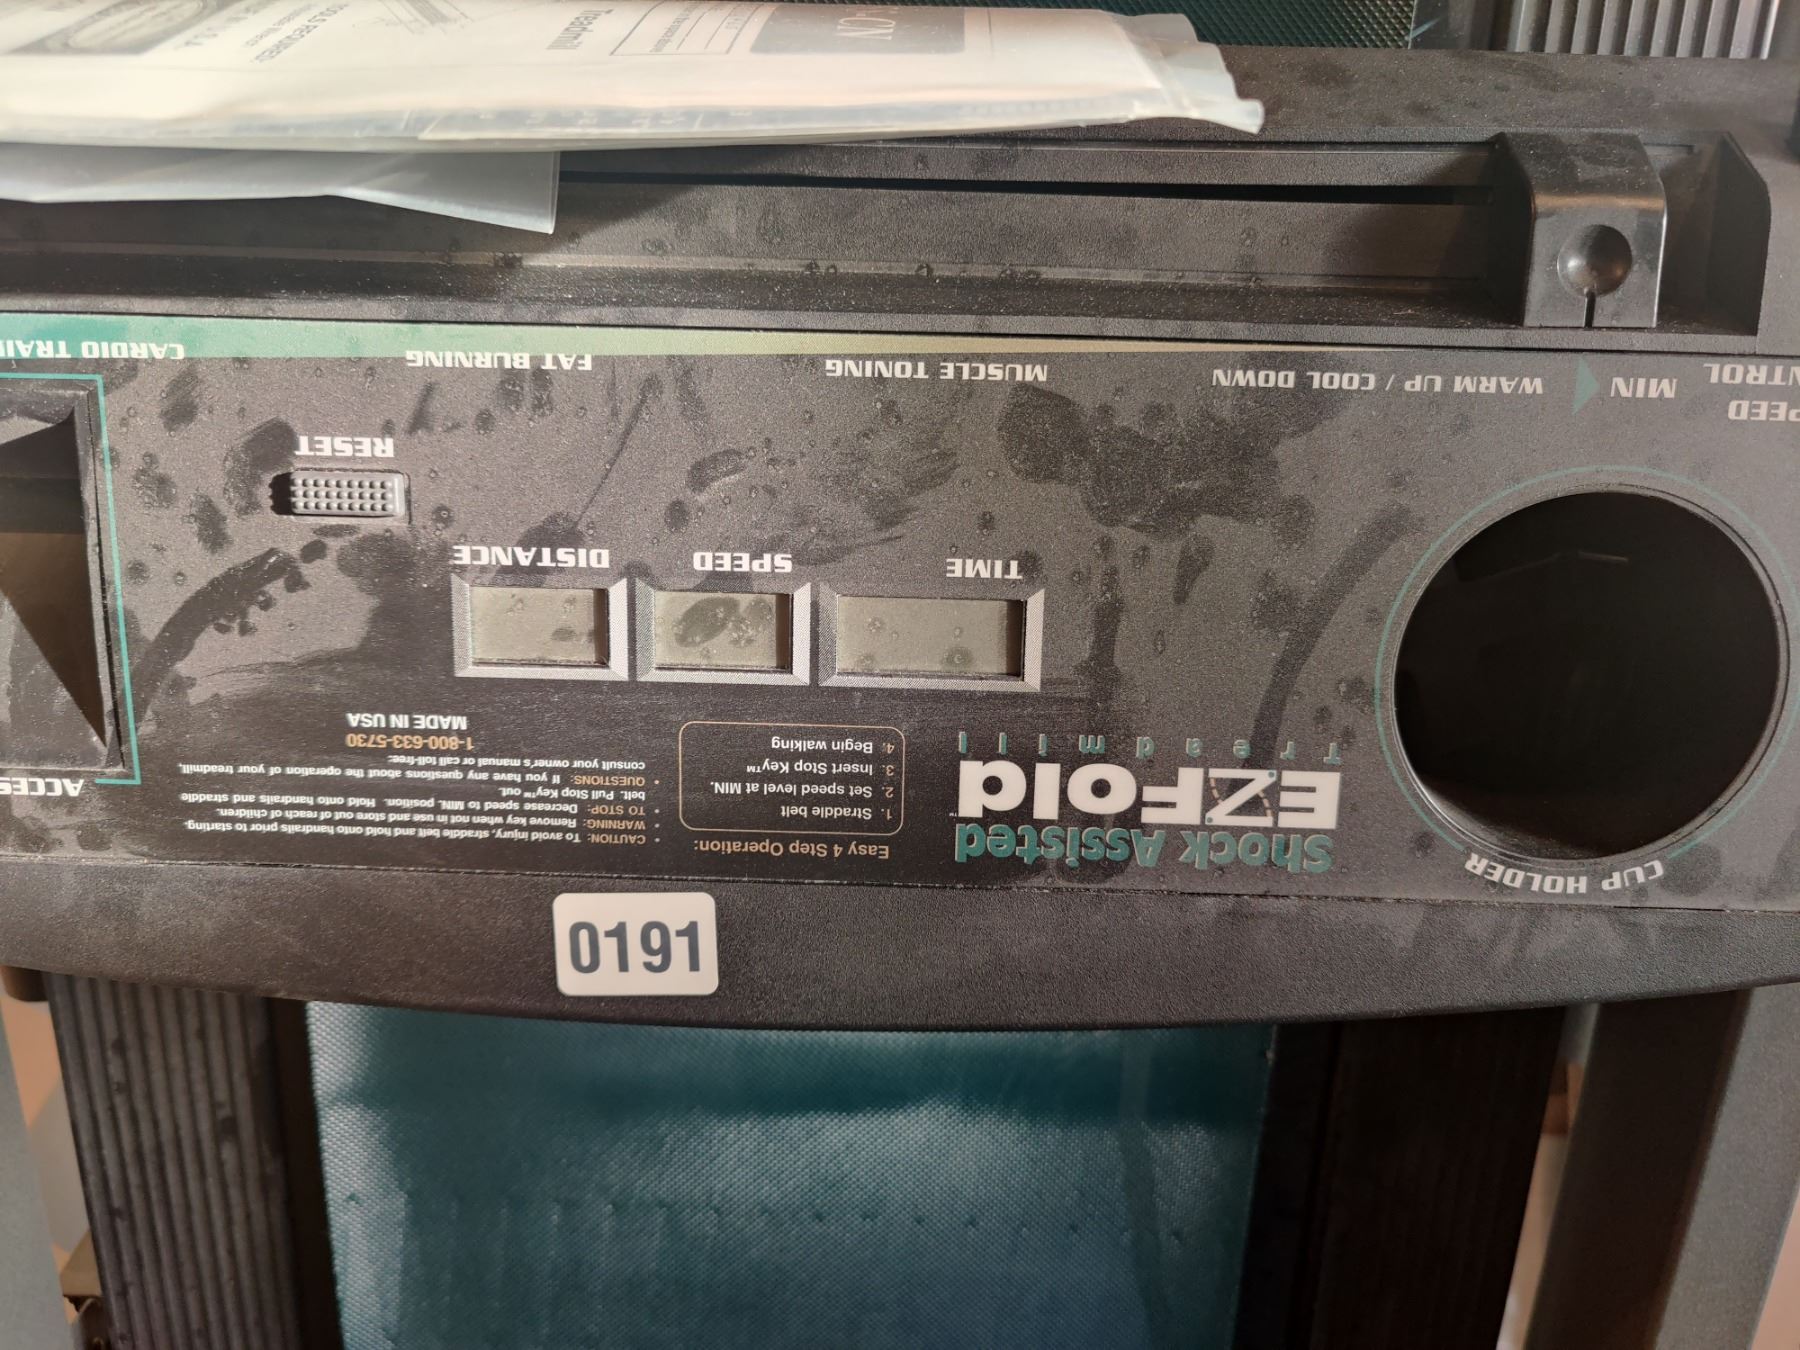 CUP HOLDER
Shock Assisted
EZFold™
Treadmill
Easy 4 Step Operation:
1. Straddle belt
2. Set speed level at MIN.
3. Insert Stop Key™
4. Begin walking
• CAUTION: To avoid injury, straddle belt and hold onto handrails prior to starting.
• WARNING: Remove key when not in use and store out of reach of children.
• TO STOP: Decrease speed to MIN. position. Hold onto handrails and straddle
belt. Pull Stop Key™ out.
• QUESTIONS: If you have any questions about the operation of your treadmill,
consult your owner's manual or call toll-free:
1-800-633-5730
MADE IN USA
ACCES
TIME
SPEED
DISTANCE
RESET
SPEED
NTROL
MIN
WARM UP / COOL DOWN
MUSCLE TONING
FAT BURNING
CARDIO TRAI
0191
Treadmill
TOOLS REQUIRED: